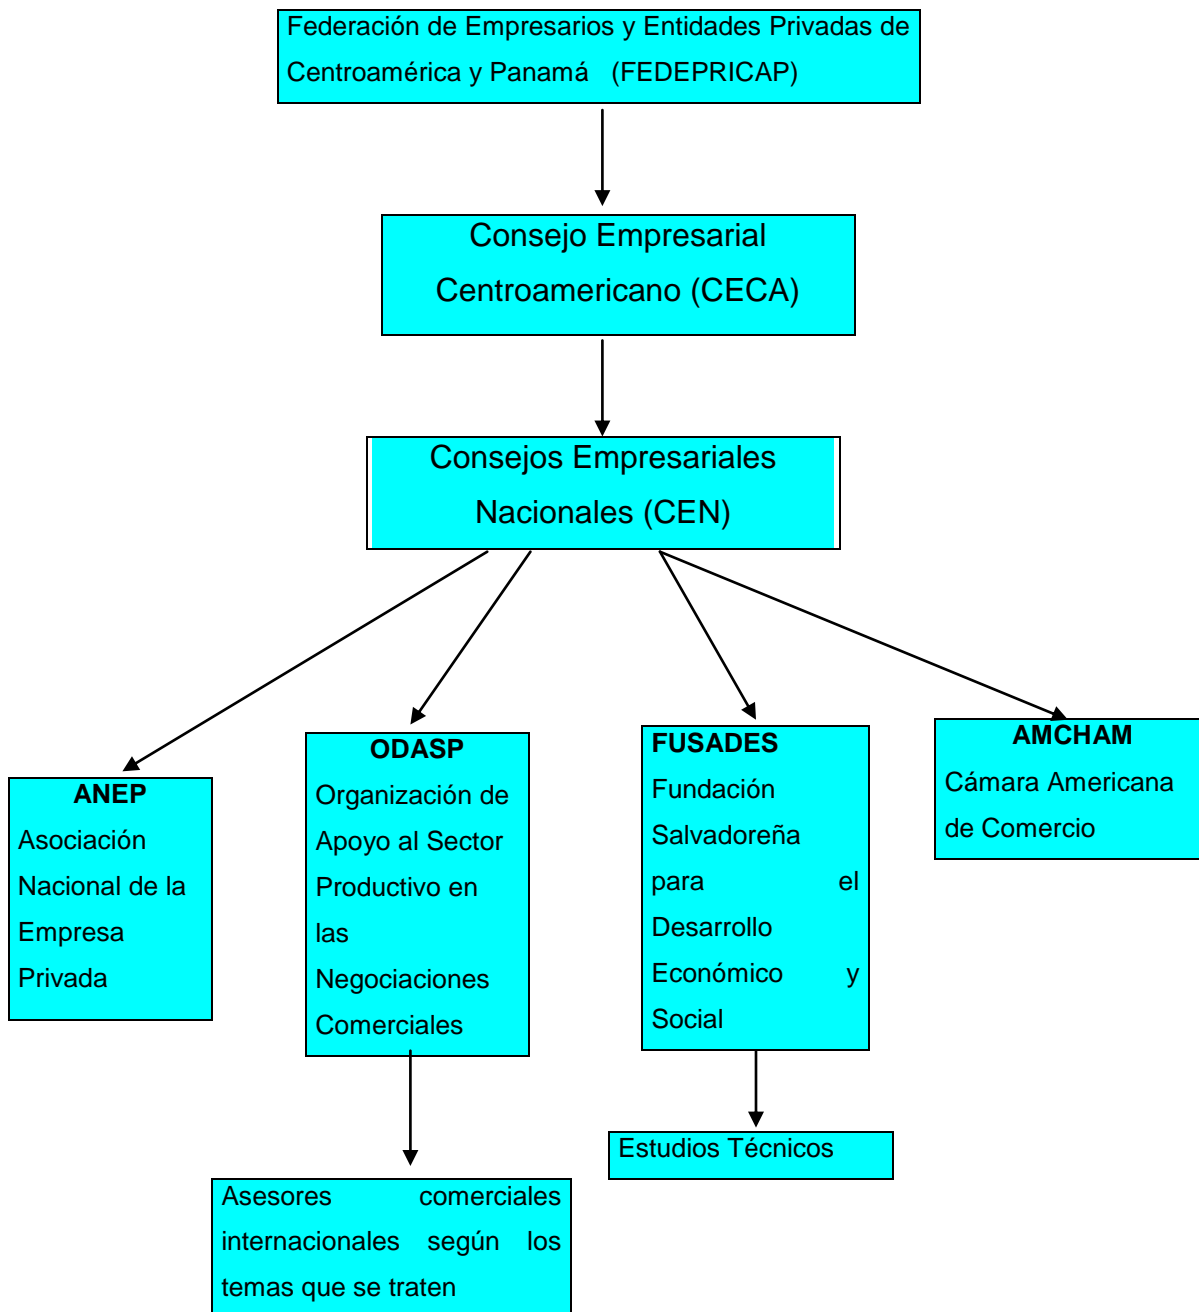 Federación de Empresarios y Entidades Privadas de
Centroamérica y Panamá (FEDEPRICAP)
Consejo Empresarial
Centroamericano (CECA)
Consejos Empresariales
Nacionales (CEN)
ANEP
Asociación
Nacional de la
Empresa
Privada
ODASP
Organización de
Apoyo al Sector
Productivo en
las
Negociaciones
Comerciales
FUSADES
Fundación
Salvadoreña
para el
Desarrollo
Económico y
Social
AMCHAM
Cámara Americana
de Comercio
Asesores comerciales
internacionales según los
temas que se traten
Estudios Técnicos